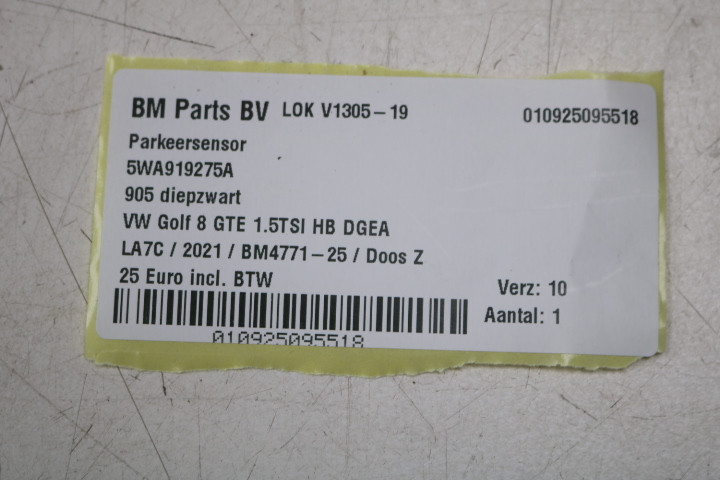 BM Parts BV LOK V1305-19 010925095518
Parkeersensor
5WA919275A
905 diepzwart
VW Golf 8 GTE 1.5TSI HB DGEA
LA7C / 2021 / BM4771-25 / Doos Z
25 Euro incl. BTW Verz: 10
Aantal: 1
010925095518